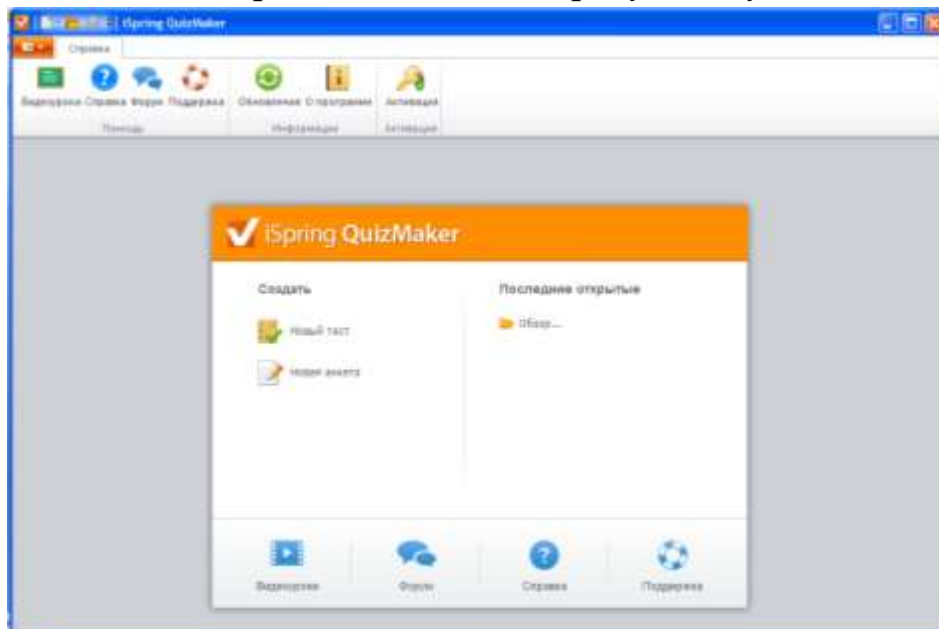 iSpring QuizMaker
Справка
Видеоуроки Справка Форум Поддержка Обновление О программе Активация
Помощь Информация Активация
iSpring QuizMaker
Создать Последние открытые
Новый тест Обзор...
Новая анкета
Видеоуроки Форум Справка Поддержка